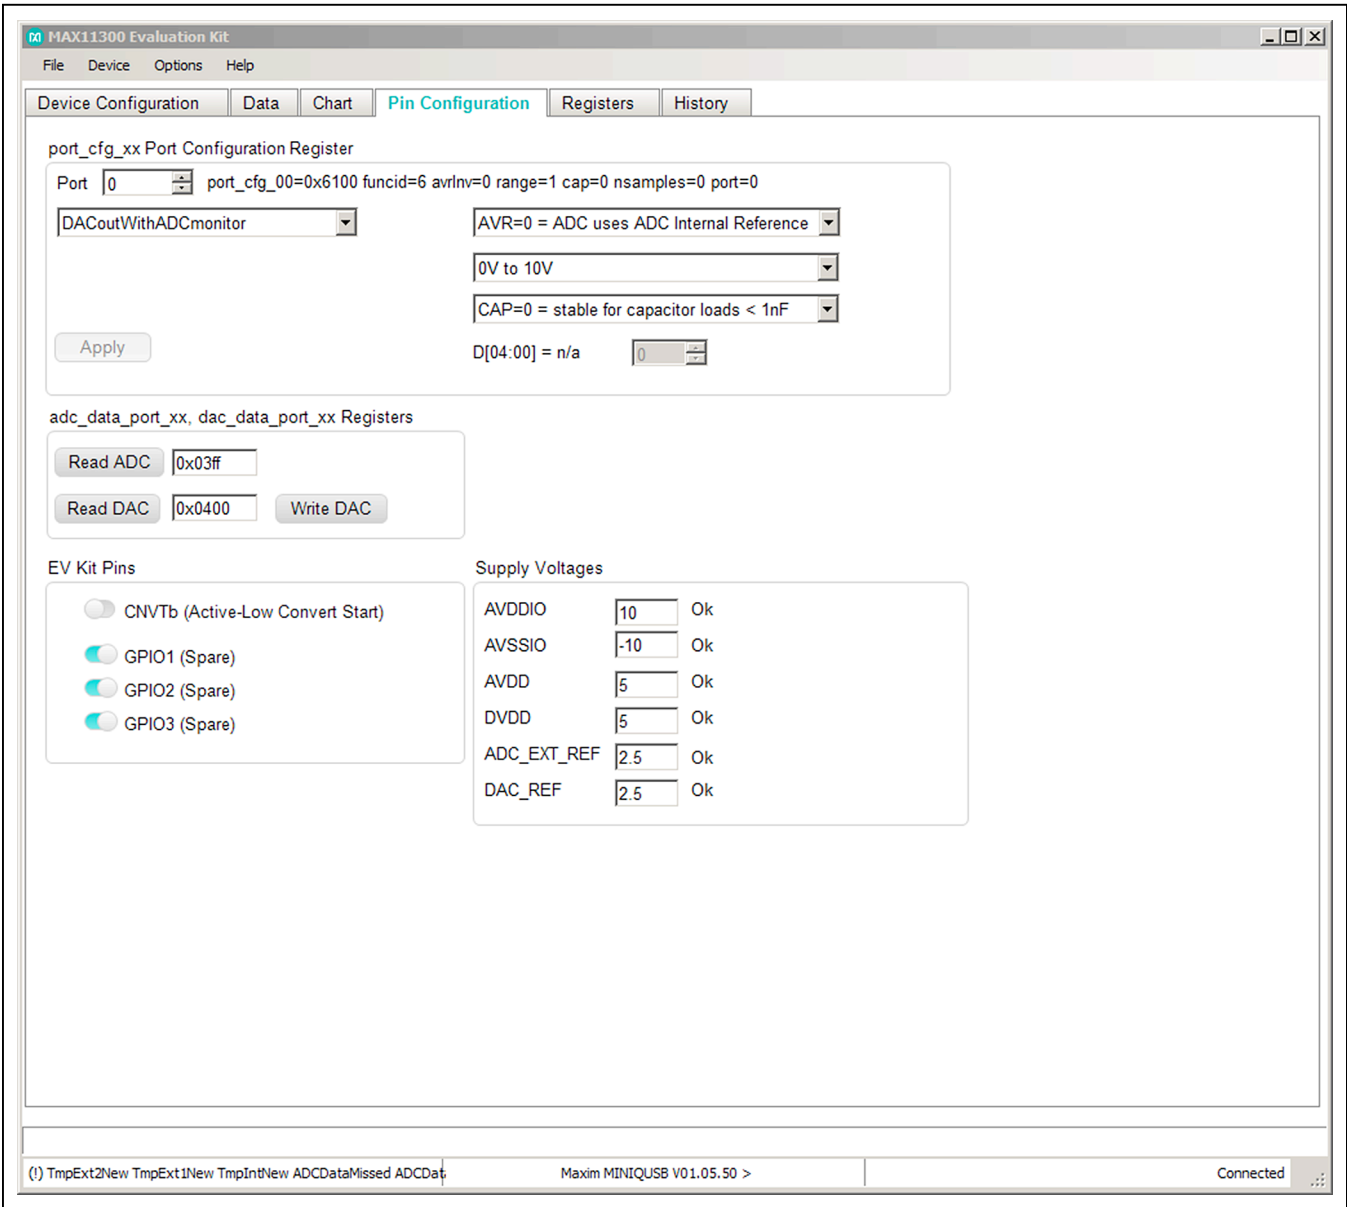 MAX11300 Evaluation Kit
File Device Options Help
Device Configuration Data Chart Pin Configuration Registers History
port_cfg_xx Port Configuration Register
Port 0 port_cfg_00=0x6100 funcid=6 avrInv=0 range=1 cap=0 nsamples=0 port=0
DACoutWithADCmonitor AVR=0 = ADC uses ADC Internal Reference
0V to 10V
CAP=0 = stable for capacitor loads < 1nF
Apply D[04:00] = n/a 0
adc_data_port_xx, dac_data_port_xx Registers
Read ADC 0x03ff
Read DAC 0x0400 Write DAC
EV Kit Pins
CNVTb (Active-Low Convert Start)
GPIO1 (Spare)
GPIO2 (Spare)
GPIO3 (Spare)
Supply Voltages
AVDDIO 10 Ok
AVSSIO -10 Ok
AVDD 5 Ok
DVDD 5 Ok
ADC_EXT_REF 2.5 Ok
DAC_REF 2.5 Ok
(!) TmpExt2New TmpExt1New TmpIntNew ADCDataMissed ADCDat Maxim MINIQUSB V01.05.50 > Connected